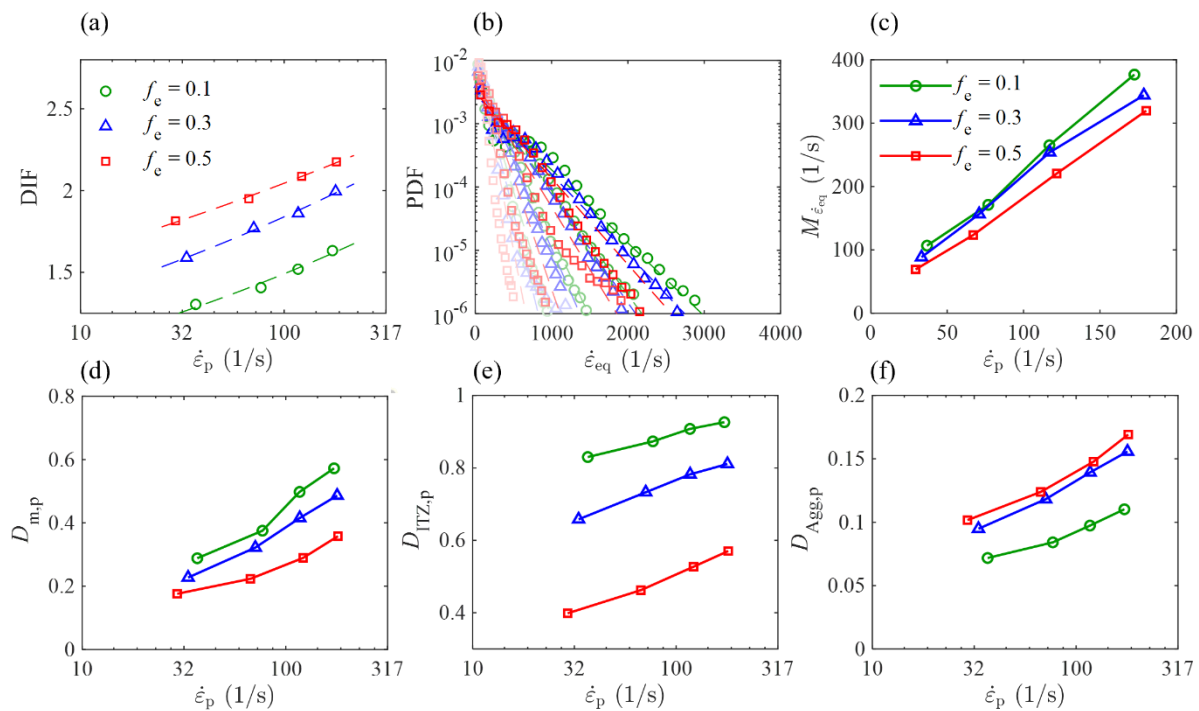 (a)
DIF
2.5
2
1.5
10
32
100
317
ε̇p (1/s)
fe = 0.1
fe = 0.3
fe = 0.5
(b)
PDF
10-2
10-3
10-4
10-5
10-6
0
1000
2000
3000
4000
ε̇eq (1/s)
(c)
Mε̇eq (1/s)
400
300
200
100
0
0
50
100
150
200
ε̇p (1/s)
fe = 0.1
fe = 0.3
fe = 0.5
(d)
Dm,p
0.8
0.6
0.4
0.2
0
10
32
100
317
ε̇p (1/s)
(e)
DITZ,p
1
0.8
0.6
0.4
10
32
100
317
ε̇p (1/s)
(f)
DAgg,p
0.2
0.15
0.1
0.05
0
10
32
100
317
ε̇p (1/s)